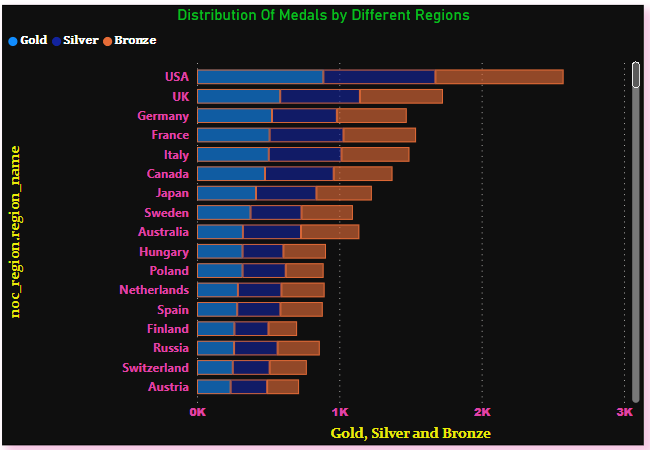 Distribution Of Medals by Different Regions
Gold Silver Bronze
noc_region.region_name
USA
UK
Germany
France
Italy
Canada
Japan
Sweden
Australia
Hungary
Poland
Netherlands
Spain
Finland
Russia
Switzerland
Austria
0K 1K 2K 3K
Gold, Silver and Bronze